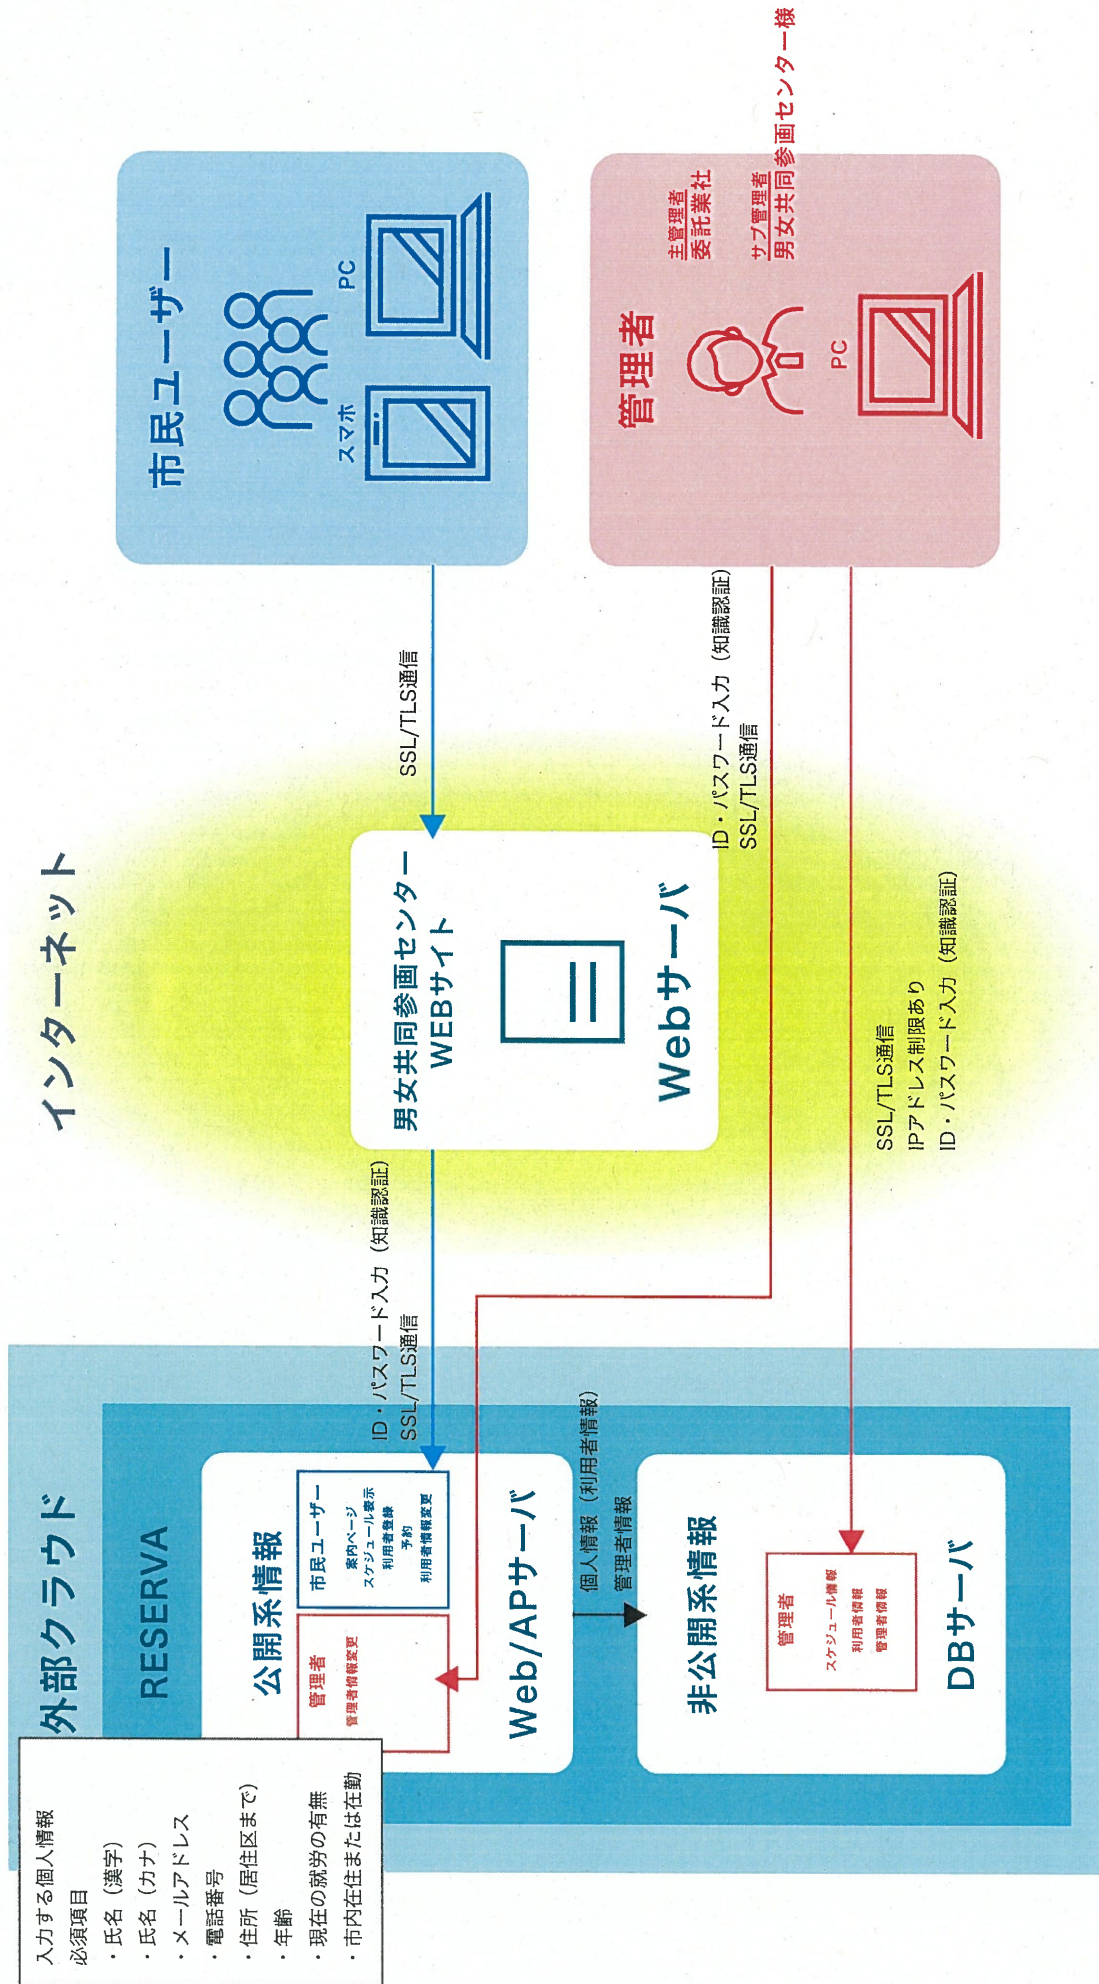 入力する個人情報
必須項目
・氏名（漢字）
・氏名（カナ）
・メールアドレス
・電話番号
・住所（居住区まで）
・年齢
・現在の就労の有無
・市内在住または在勤
外部クラウド
RESERVA
公開系情報
管理者
管理者情報変更
市民ユーザー
案内ページ
スケジュール表示
利用者登録
予約
利用者情報変更
Web/APサーバ
個人情報（利用者情報）
管理者情報
非公開系情報
管理者
スケジュール情報
利用者情報
管理者情報
DBサーバ
インターネット
ID・パスワード入力（知識認証）
SSL/TLS通信
男女共同参画センター
WEBサイト
Webサーバ
SSL/TLS通信
ID・パスワード入力（知識認証）
SSL/TLS通信
SSL/TLS通信
IPアドレス制限あり
ID・パスワード入力（知識認証）
市民ユーザー
スマホ
PC
管理者
PC
主管理者
委託業社
サブ管理者
男女共同参画センター様